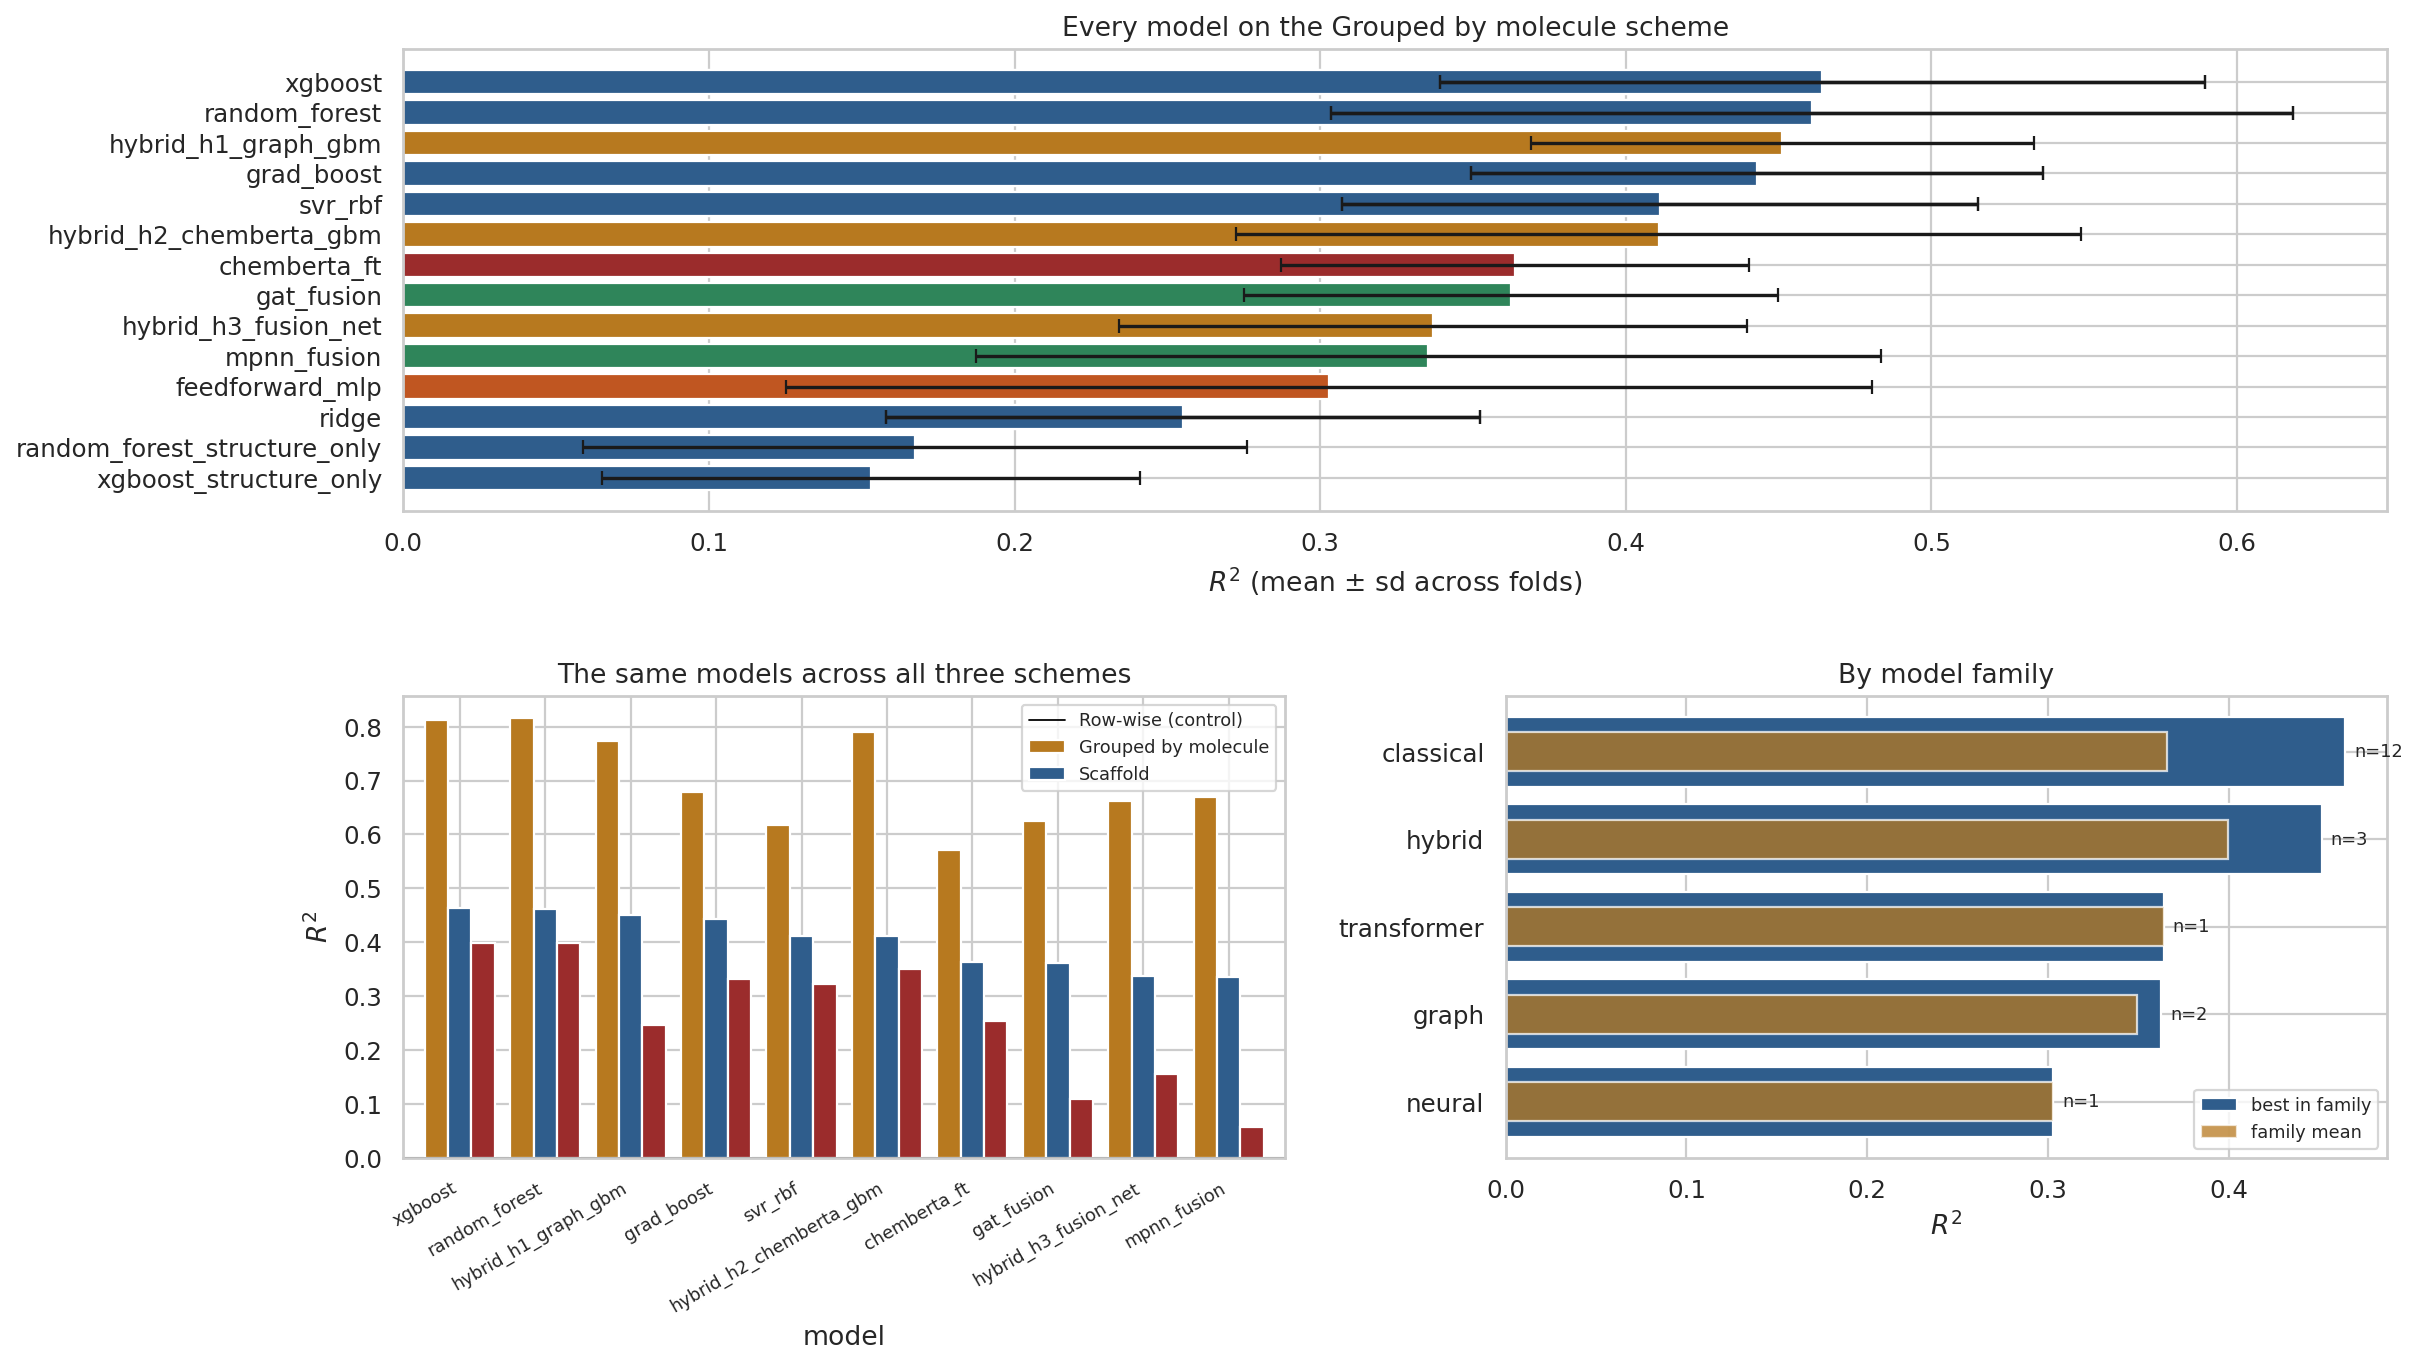 Every model on the Grouped by molecule scheme
xgboost
random_forest
hybrid_h1_graph_gbm
grad_boost
svr_rbf
hybrid_h2_chemberta_gbm
chemberta_ft
gat_fusion
hybrid_h3_fusion_net
mpnn_fusion
feedforward_mlp
ridge
random_forest_structure_only
xgboost_structure_only
0.0 0.1 0.2 0.3 0.4 0.5 0.6
R² (mean ± sd across folds)
The same models across all three schemes
R²
0.8
0.7
0.6
0.5
0.4
0.3
0.2
0.1
0.0
Row-wise (control)
Grouped by molecule
Scaffold
xgboost
random_forest
hybrid_h1_graph_gbm
grad_boost
svr_rbf
hybrid_h2_chemberta_gbm
chemberta_ft
gat_fusion
hybrid_h3_fusion_net
mpnn_fusion
model
By model family
classical n=12
hybrid n=3
transformer n=1
graph n=2
neural n=1
best in family
family mean
0.0 0.1 0.2 0.3 0.4
R²